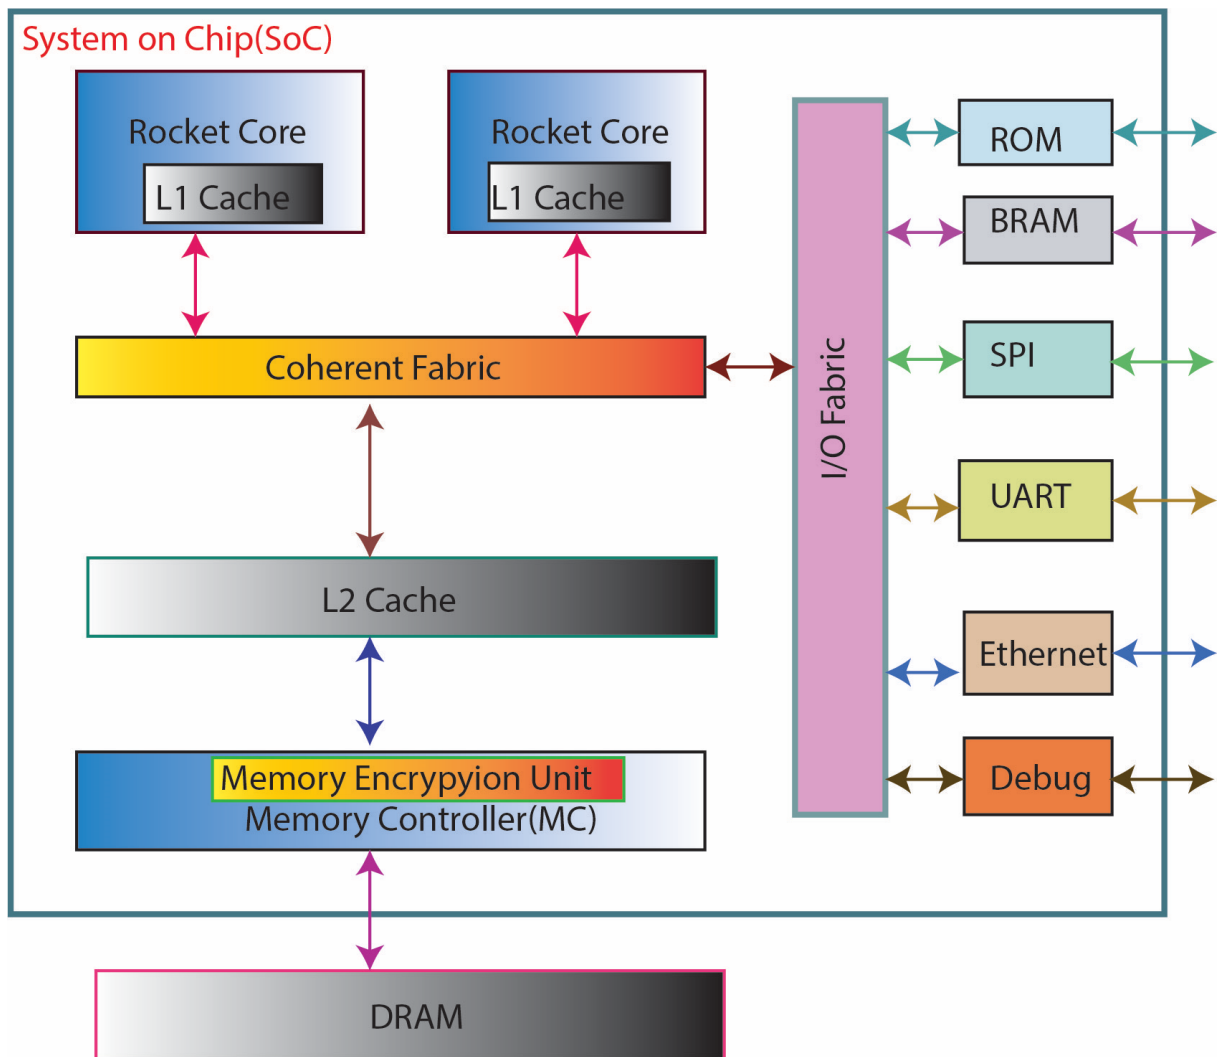 System on Chip(SoC)
Rocket Core
L1 Cache
Rocket Core
L1 Cache
Coherent Fabric
L2 Cache
Memory Encrypyion Unit
Memory Controller(MC)
DRAM
I/O Fabric
ROM
BRAM
SPI
UART
Ethernet
Debug